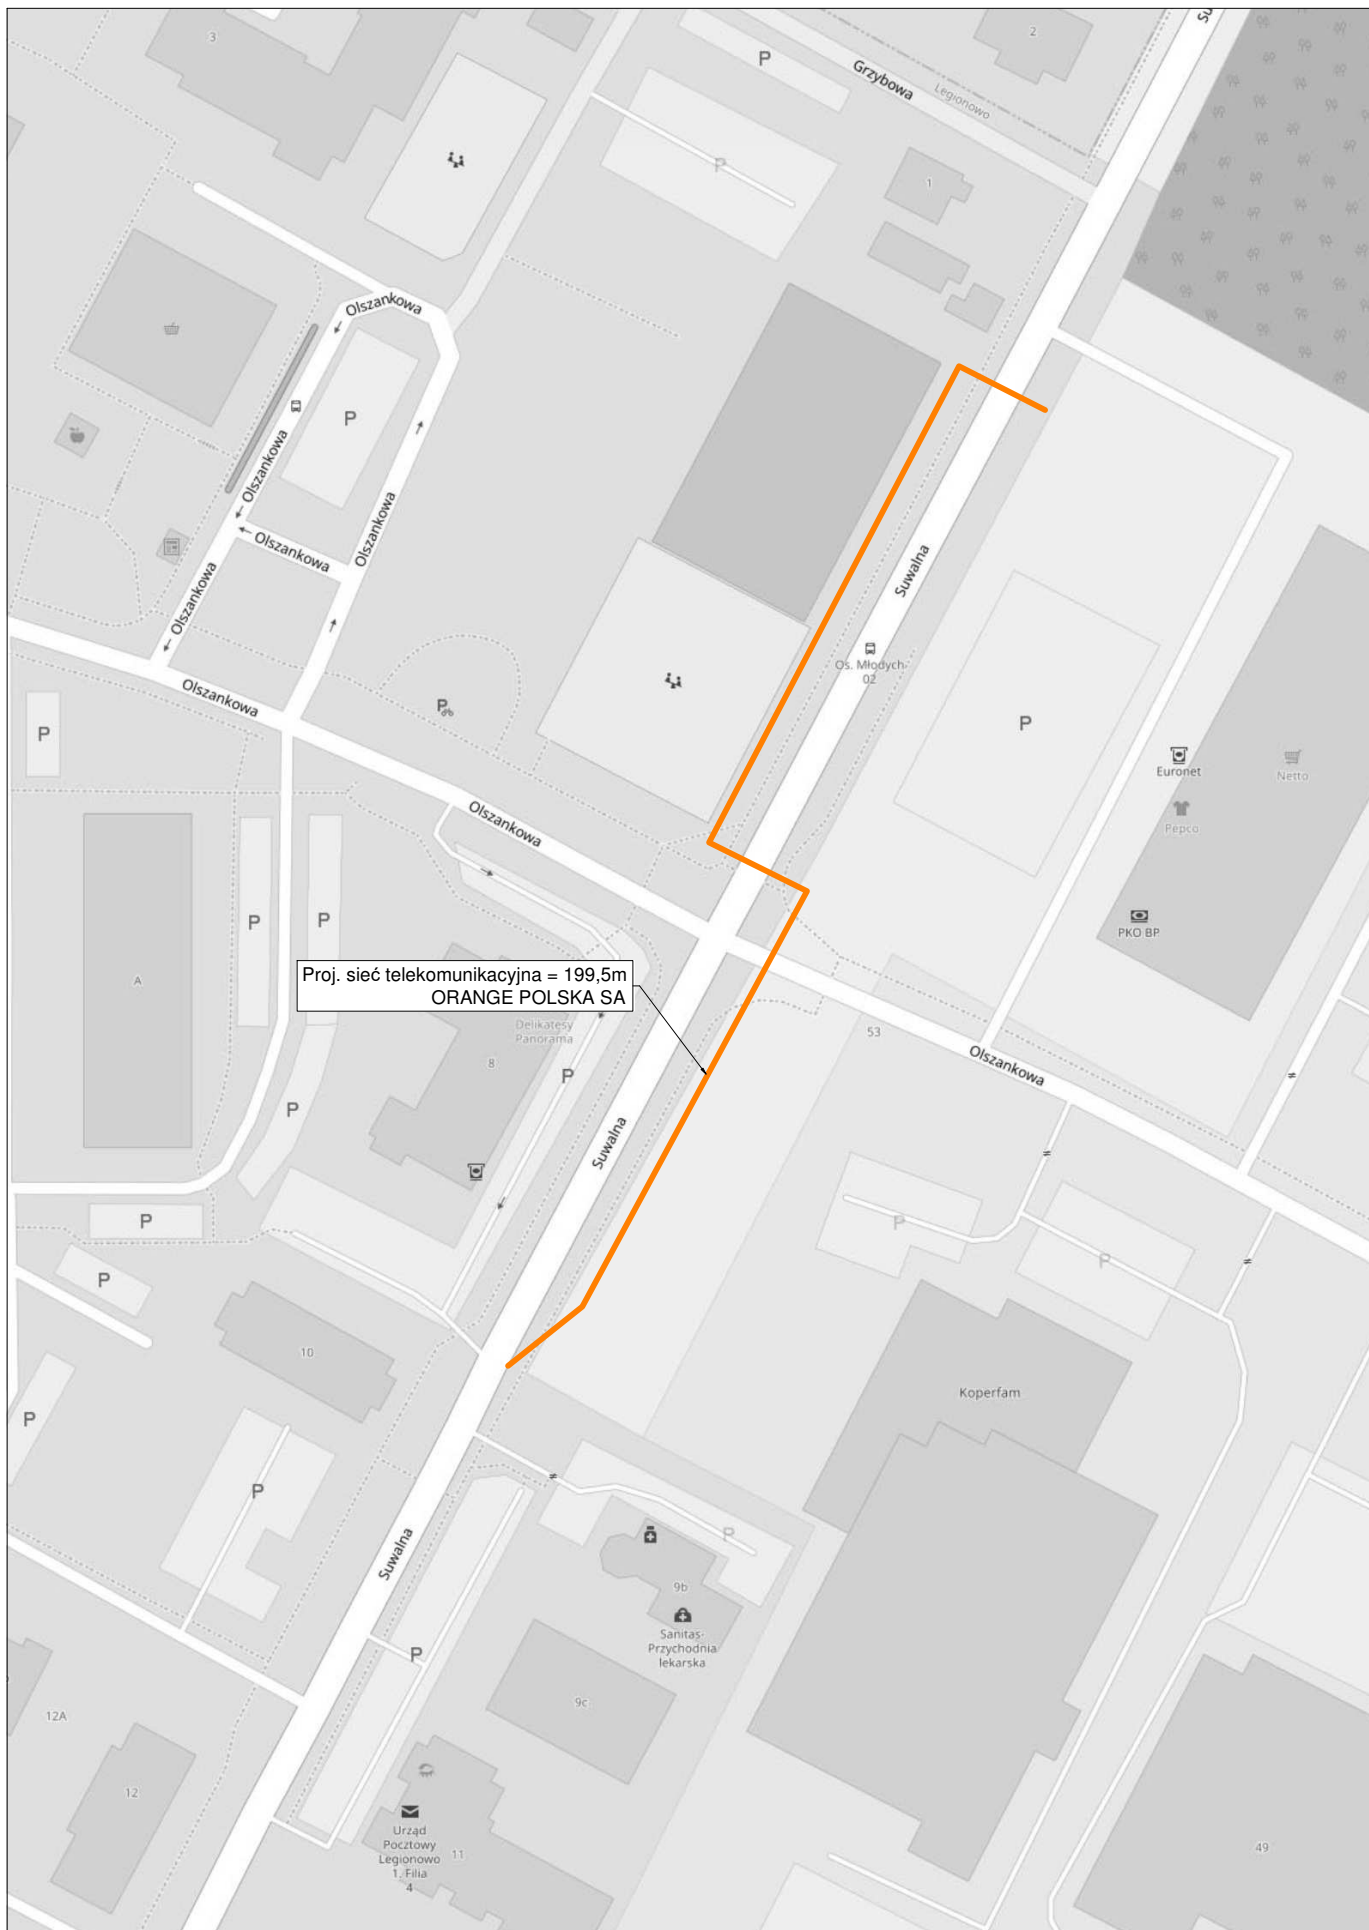 3
2
P
Su
Grzybowa
Legionowo
P
1
Olszankowa
P
Olszankowa
Olszankowa
Olszankowa
Olszankowa
Suwalna
Os. Młodych
02
Olszankowa
P
P
P
Euronet
Netto
Pepco
Olszankowa
P
P
PKO BP
A
Proj. sieć telekomunikacyjna = 199,5m
ORANGE POLSKA SA
Delikatesy
Panorama
53
8
P
Olszankowa
P
Suwalna
P
P
P
P
10
Koperfam
P
P
P
Suwalna
9b
Sanitas-
Przychodnia
lekarska
P
9c
12A
12
Urząd
Pocztowy
Legionowo
1. Filia
4
11
49